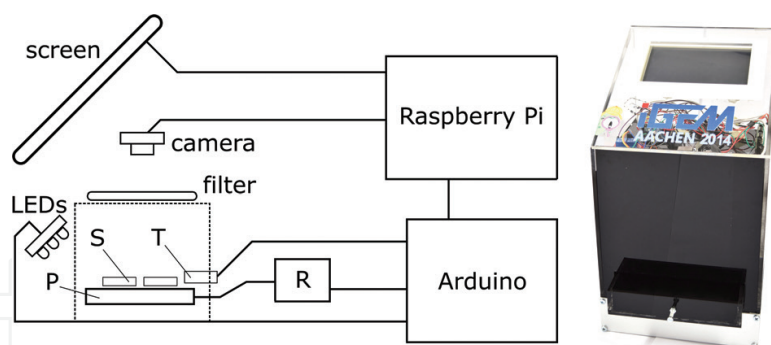 screen
camera
Raspberry Pi
filter
LEDs
S
T
P
R
Arduino
iGEM
AACHEN 2014